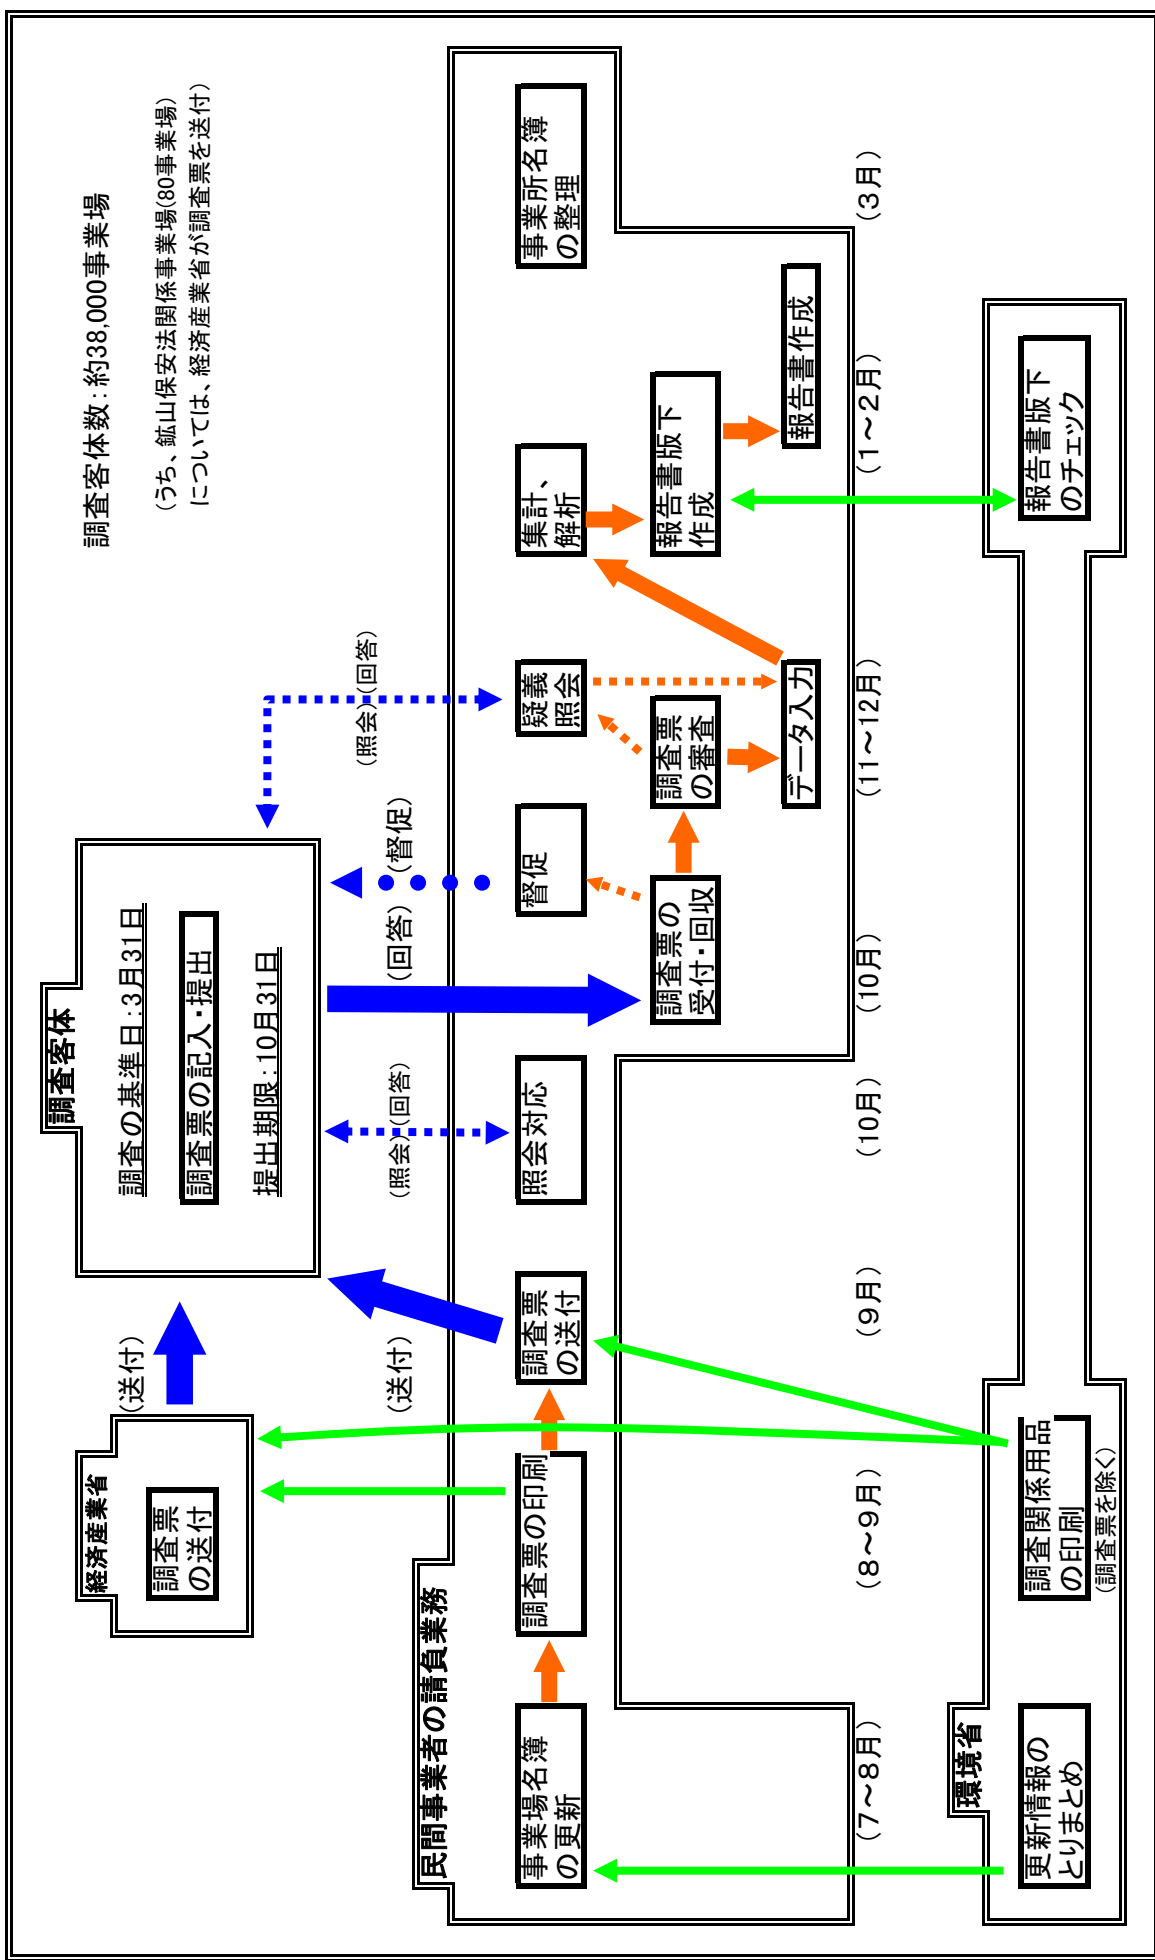 調査客体数：約38,000事業場
（うち、鉱山保安法関係事業場(80事業場)
については、経済産業省が調査票を送付）
経済産業省
調査票
の送付
（送付）
調査客体
調査の基準日：3月31日
調査票の記入・提出
提出期限：10月31日
（送付）
（照会）（回答）
（回答）
（督促）
（照会）（回答）
民間事業者の請負業務
事業場名簿
の更新
調査票の印刷
調査票
の送付
照会対応
督促
疑義
照会
集計、
解析
事業所名簿
の整理
調査票の
受付・回収
調査票
の審査
報告書版下
作成
データ入力
報告書作成
（7～8月）
（8～9月）
（9月）
（10月）
（10月）
（11～12月）
（1～2月）
（3月）
環境省
更新情報の
とりまとめ
調査関係用品
の印刷
（調査票を除く）
報告書版下
のチェック